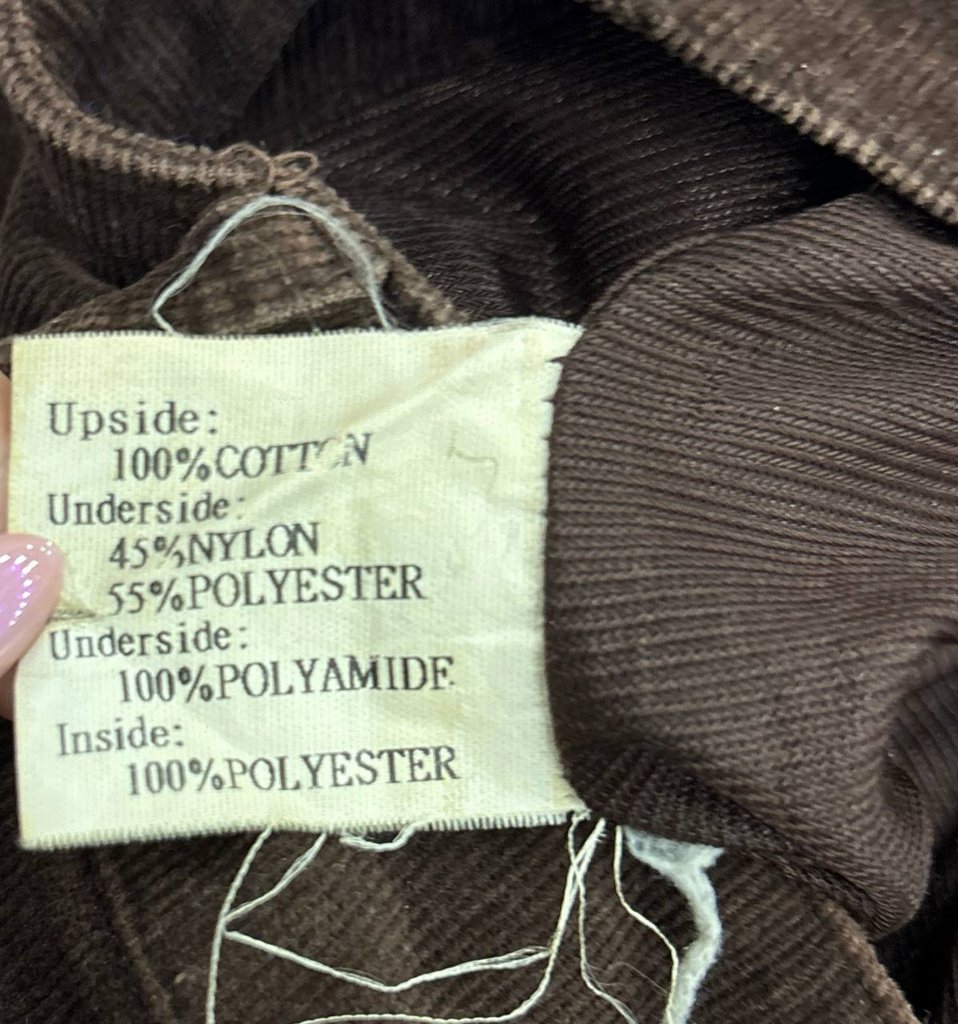 Upside:
100%COTTON
Underside:
45%NYLON
55%POLYESTER
Underside:
100%POLYAMIDE
Inside:
100%POLYESTER